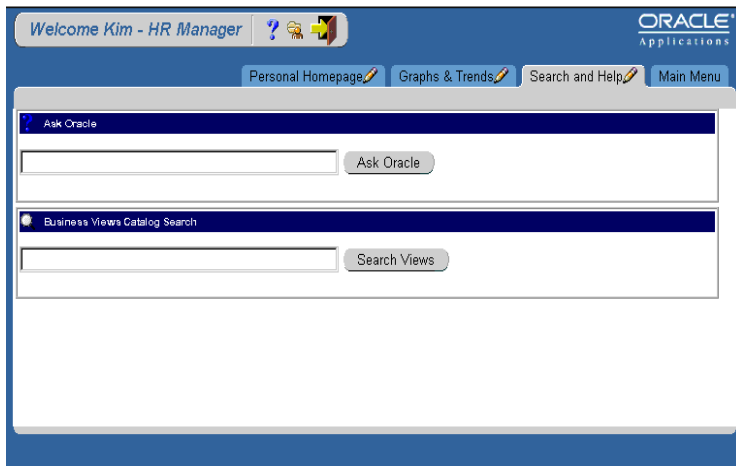 Welcome Kim - HR Manager
?
ORACLE
Applications
Personal Homepage
Graphs & Trends
Search and Help
Main Menu
? Ask Oracle
Ask Oracle
Business Views Catalog Search
Search Views